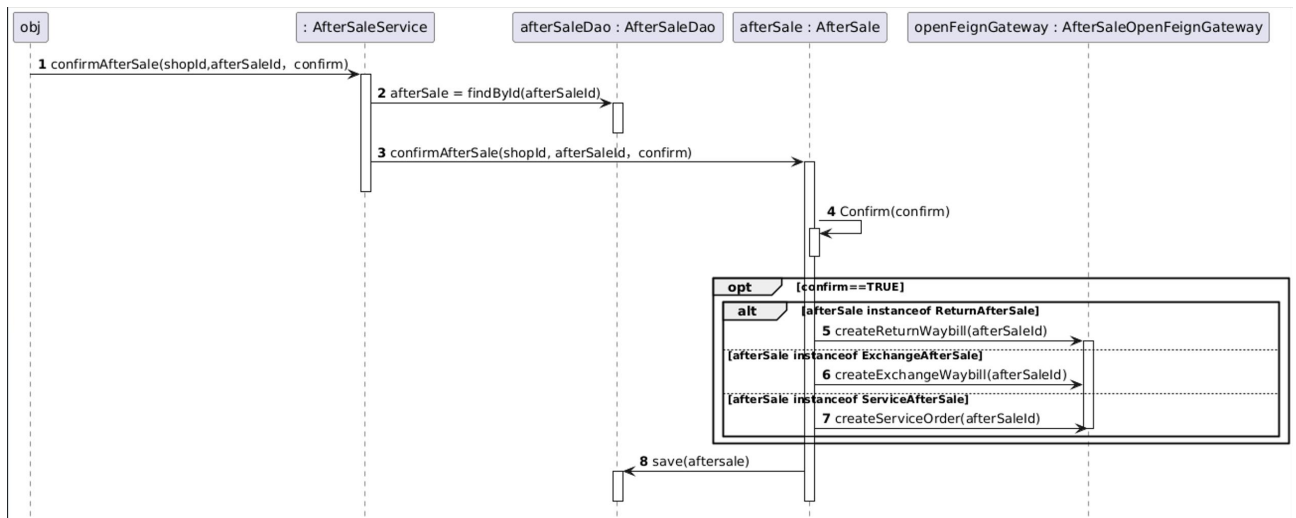 obj
: AfterSaleService
afterSaleDao : AfterSaleDao
afterSale : AfterSale
openFeignGateway : AfterSaleOpenFeignGateway
1 confirmAfterSale(shopId,afterSaleId，confirm)
2 afterSale = findById(afterSaleId)
3 confirmAfterSale(shopId, afterSaleId，confirm)
4 Confirm(confirm)
opt [confirm==TRUE]
alt [afterSale instanceof ReturnAfterSale]
5 createReturnWaybill(afterSaleId)
[afterSale instanceof ExchangeAfterSale]
6 createExchangeWaybill(afterSaleId)
[afterSale instanceof ServiceAfterSale]
7 createServiceOrder(afterSaleId)
8 save(aftersale)